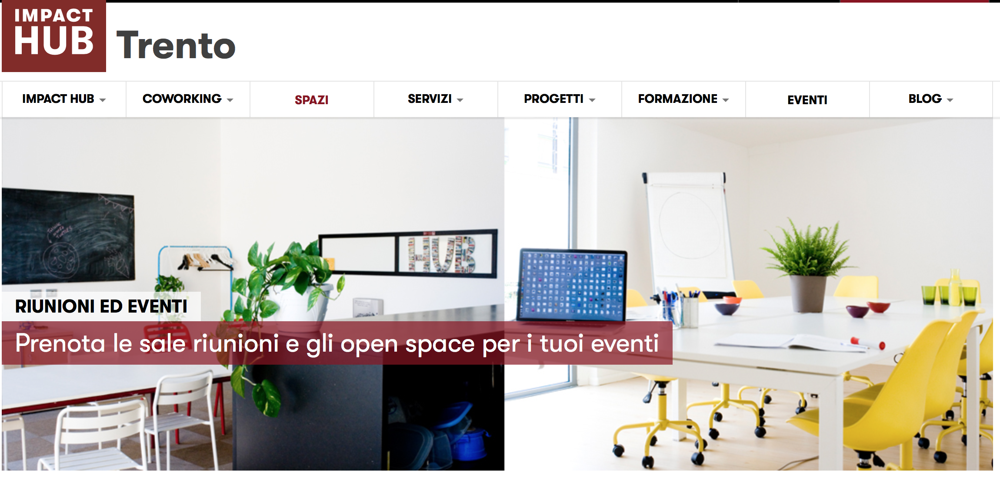 IMPACT
HUB
Trento
IMPACT HUB
COWORKING
SPAZI
SERVIZI
PROGETTI
FORMAZIONE
EVENTI
BLOG
HUB
RIUNIONI ED EVENTI
Prenota le sale riunioni e gli open space per i tuoi eventi